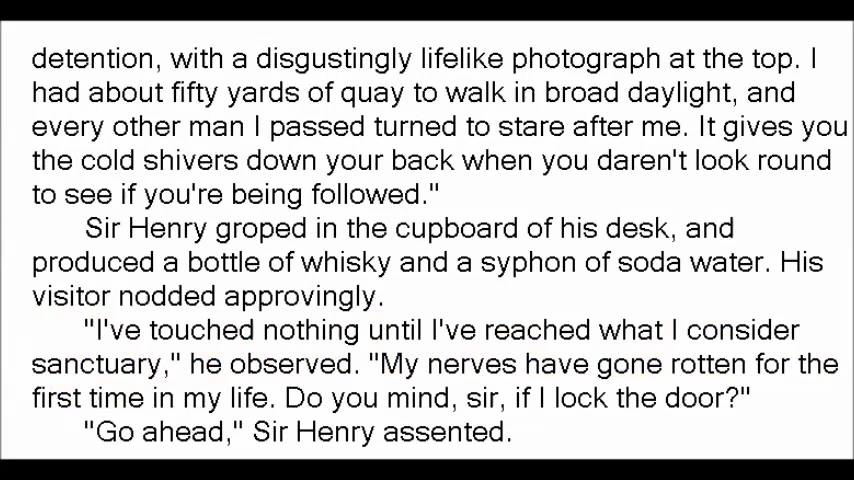 detention, with a disgustingly lifelike photograph at the top. I
had about fifty yards of quay to walk in broad daylight, and
every other man I passed turned to stare after me. It gives you
the cold shivers down your back when you daren't look round
to see if you're being followed."
Sir Henry groped in the cupboard of his desk, and
produced a bottle of whisky and a syphon of soda water. His
visitor nodded approvingly.
"I've touched nothing until I've reached what I consider
sanctuary," he observed. "My nerves have gone rotten for the
first time in my life. Do you mind, sir, if I lock the door?"
"Go ahead," Sir Henry assented.